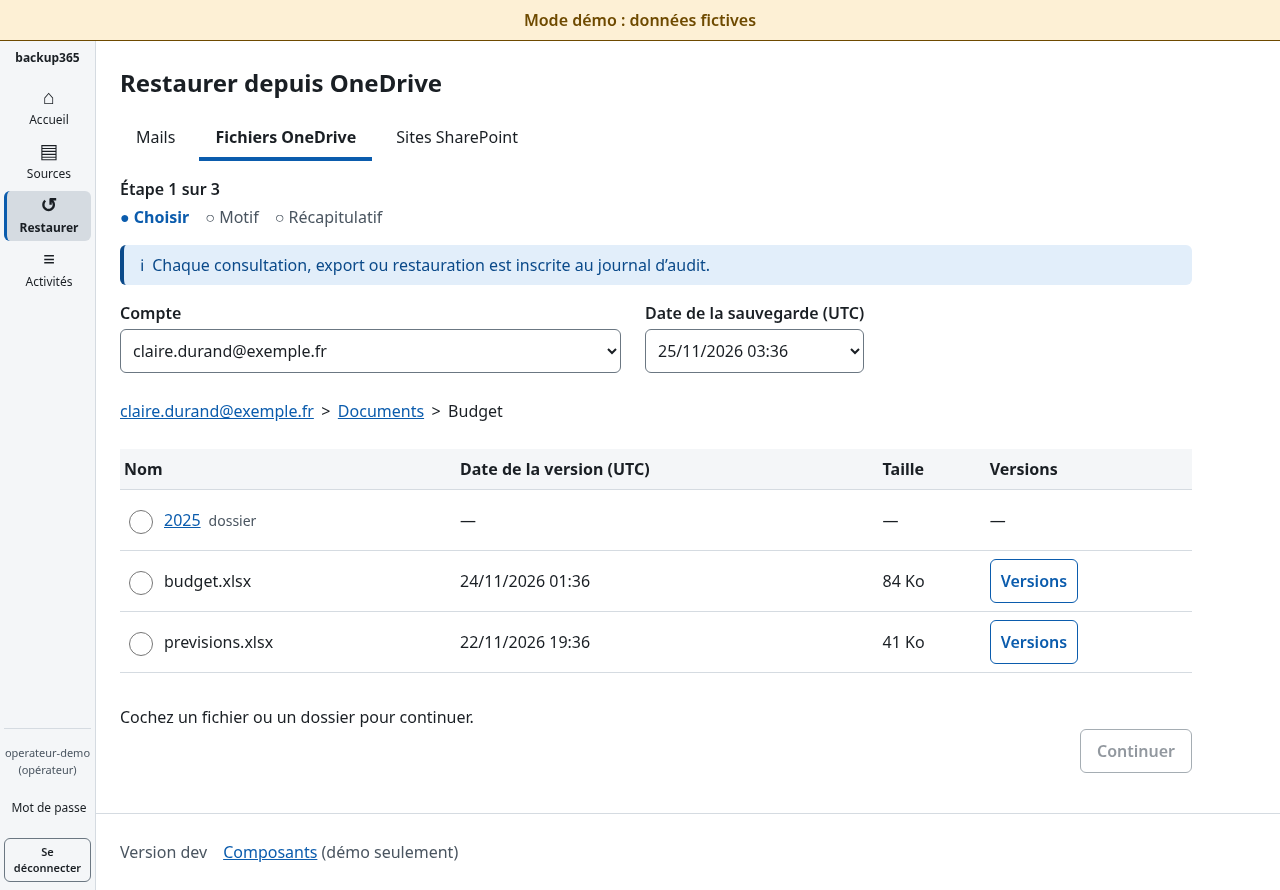 Mode démo : données fictives
backup365
Accueil
Sources
Restaurer
Activités
operateur-demo
(opérateur)
Mot de passe
Se
déconnecter
Restaurer depuis OneDrive
Mails Fichiers OneDrive Sites SharePoint
Étape 1 sur 3
● Choisir ○ Motif ○ Récapitulatif
i Chaque consultation, export ou restauration est inscrite au journal d’audit.
Compte Date de la sauvegarde (UTC)
claire.durand@exemple.fr 25/11/2026 03:36
claire.durand@exemple.fr > Documents > Budget
Nom Date de la version (UTC) Taille Versions
2025 dossier — — —
budget.xlsx 24/11/2026 01:36 84 Ko Versions
previsions.xlsx 22/11/2026 19:36 41 Ko Versions
Cochez un fichier ou un dossier pour continuer.
Continuer
Version dev Composants (démo seulement)